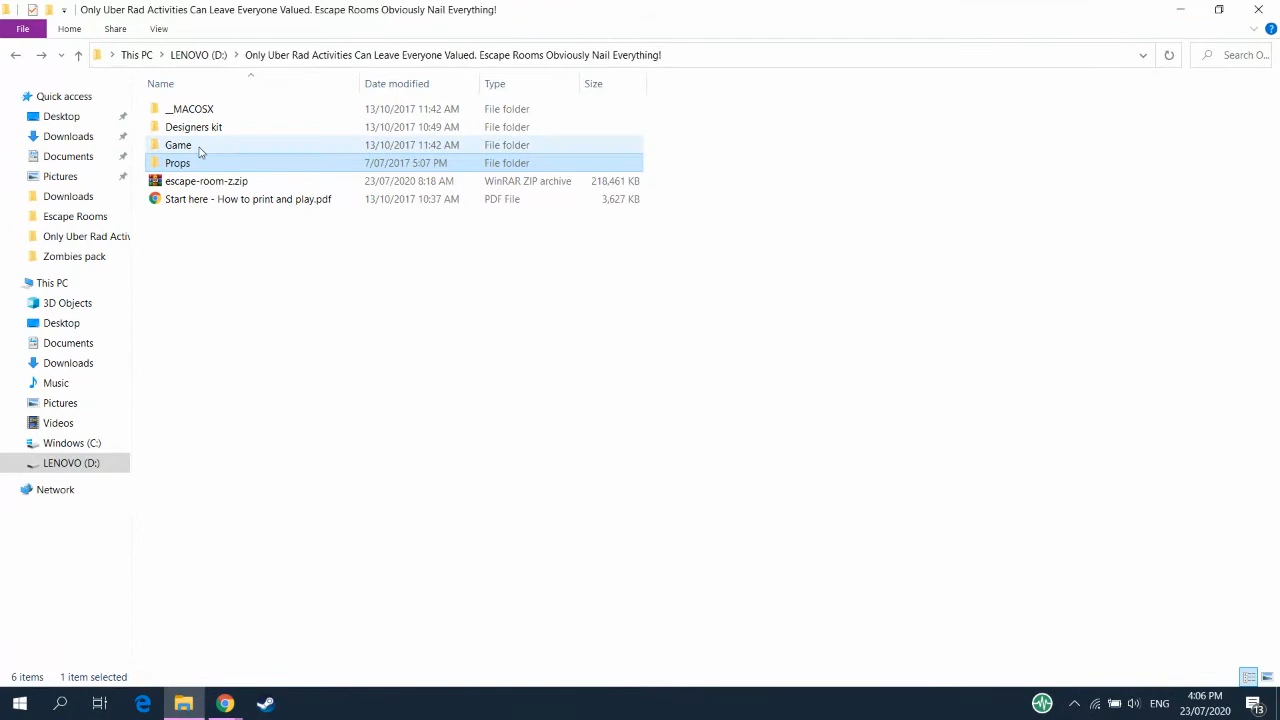 Only Uber Rad Activities Can Leave Everyone Valued. Escape Rooms Obviously Nail Everything!
File Home Share View
This PC LENOVO (D:) Only Uber Rad Activities Can Leave Everyone Valued. Escape Rooms Obviously Nail Everything! Search O...
Name Date modified Type Size
Quick access
Desktop
Downloads
Documents
Pictures
Downloads
Escape Rooms
Only Uber Rad Activ
Zombies pack
This PC
3D Objects
Desktop
Documents
Downloads
Music
Pictures
Videos
Windows (C:)
LENOVO (D:)
Network
__MACOSX 13/10/2017 11:42 AM File folder
Designers kit 13/10/2017 10:49 AM File folder
Game 13/10/2017 11:42 AM File folder
Props 7/07/2017 5:07 PM File folder
escape-room-z.zip 23/07/2020 8:18 AM WinRAR ZIP archive 218,461 KB
Start here - How to print and play.pdf 13/10/2017 10:37 AM PDF File 3,627 KB
6 items 1 item selected
ENG
4:06 PM
23/07/2020
13